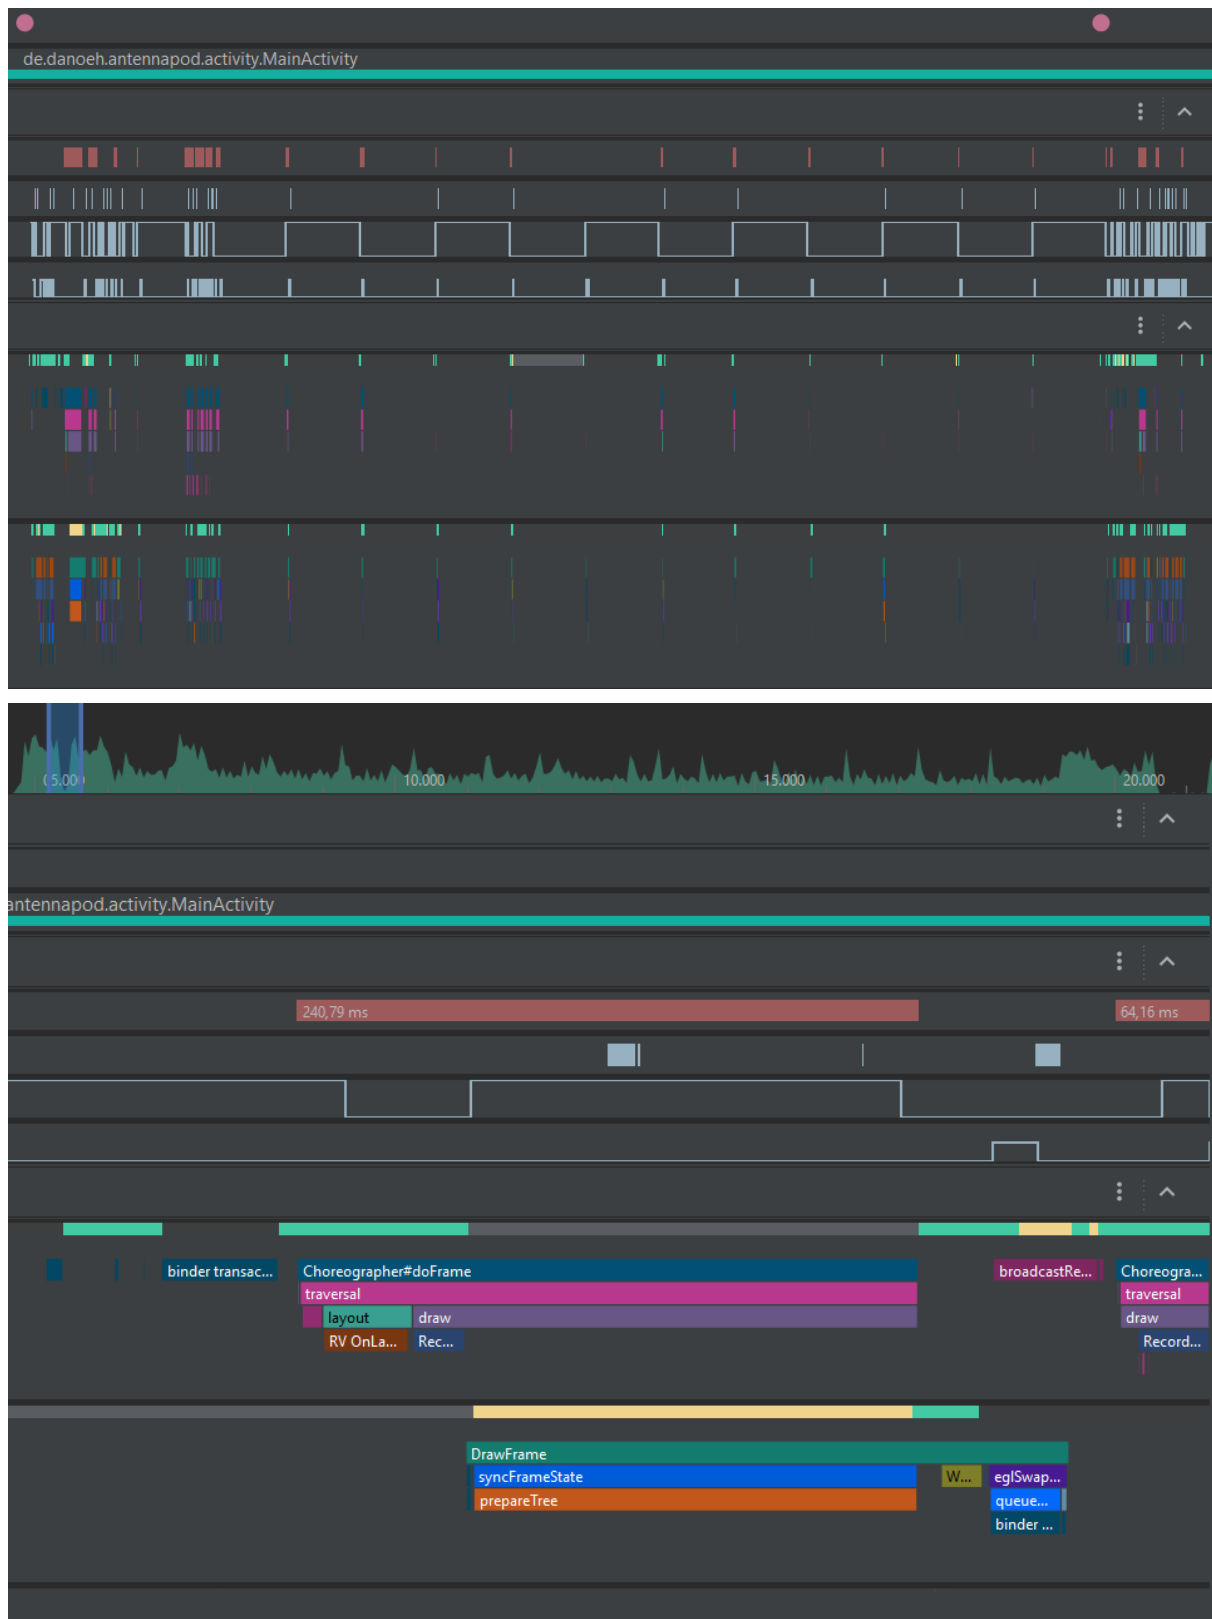 de.danoeh.antennapod.activity.MainActivity
05.000 10.000 15.000 20.000
antennapod.activity.MainActivity
240,79 ms 64,16 ms
binder transac... Choreographer#doFrame broadcastRe... Choreogra...
traversal traversal
layout draw draw
RV OnLa... Rec... Record...
DrawFrame
syncFrameState W... eglSwap...
prepareTree queue...
binder ...